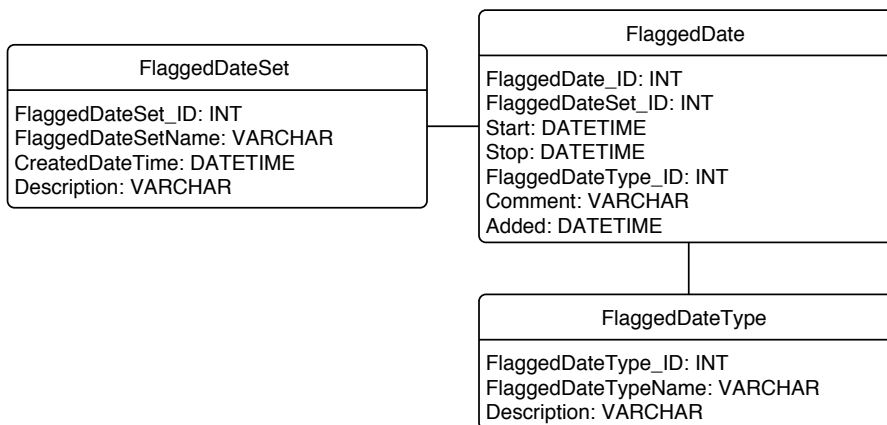 FlaggedDateSet
FlaggedDateSet_ID: INT
FlaggedDateSetName: VARCHAR
CreatedDateTime: DATETIME
Description: VARCHAR
FlaggedDate
FlaggedDate_ID: INT
FlaggedDateSet_ID: INT
Start: DATETIME
Stop: DATETIME
FlaggedDateType_ID: INT
Comment: VARCHAR
Added: DATETIME
FlaggedDateType
FlaggedDateType_ID: INT
FlaggedDateTypeName: VARCHAR
Description: VARCHAR